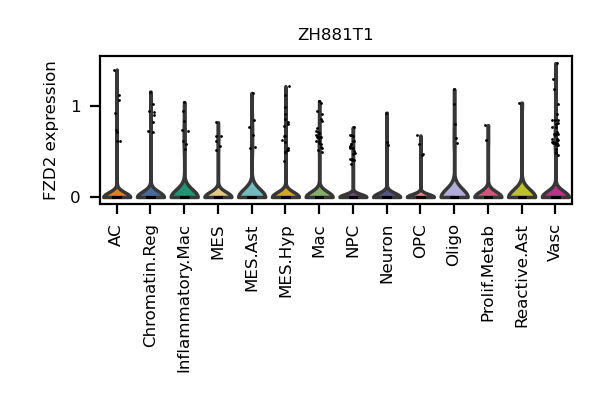 ZH881T1
FZD2 expression
1
0
AC
Chromatin.Reg
Inflammatory.Mac
MES
MES.Ast
MES.Hyp
Mac
NPC
Neuron
OPC
Oligo
Prolif.Metab
Reactive.Ast
Vasc